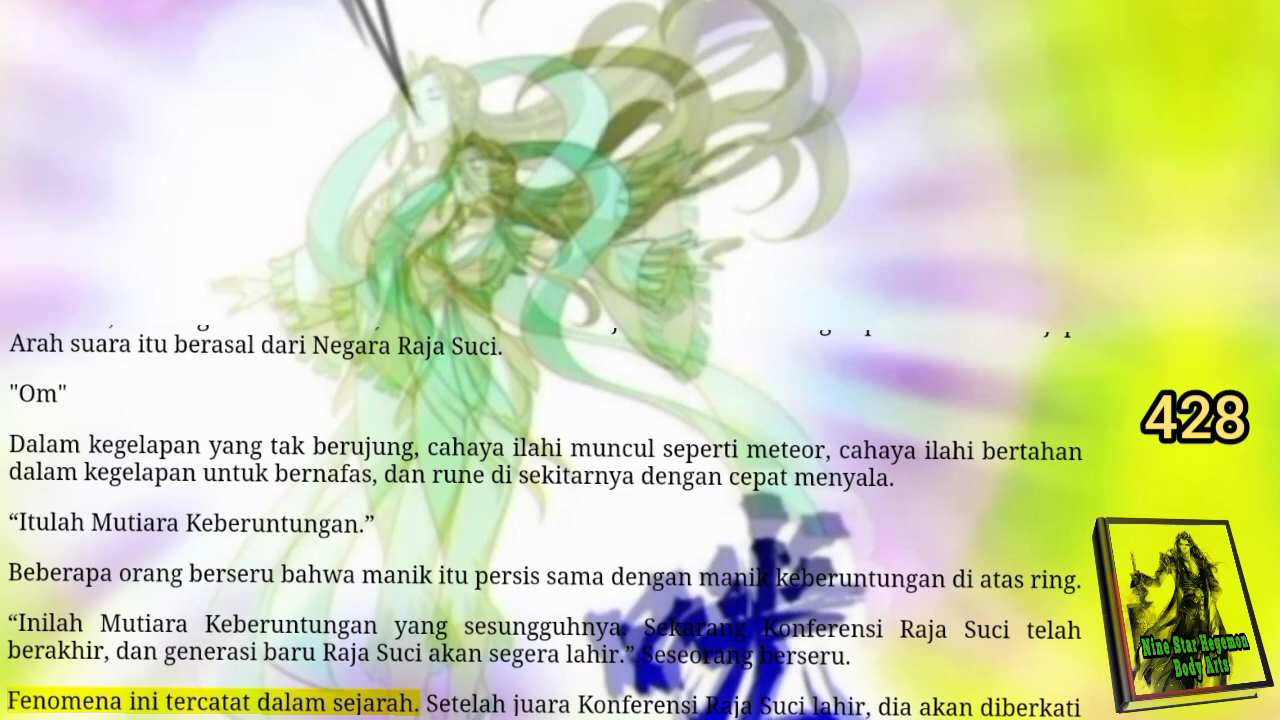 Arah suara itu berasal dari Negara Raja Suci.
"Om"
Dalam kegelapan yang tak berujung, cahaya ilahi muncul seperti meteor, cahaya ilahi bertahan
dalam kegelapan untuk bernafas, dan rune di sekitarnya dengan cepat menyala.
“Itulah Mutiara Keberuntungan.”
Beberapa orang berseru bahwa manik itu persis sama dengan manik keberuntungan di atas ring.
“Inilah Mutiara Keberuntungan yang sesungguhnya. Sekarang Konferensi Raja Suci telah
berakhir, dan generasi baru Raja Suci akan segera lahir.” Seseorang berseru.
Fenomena ini tercatat dalam sejarah. Setelah juara Konferensi Raja Suci lahir, dia akan diberkati
428
Nine Star Hegemon
Body Arts